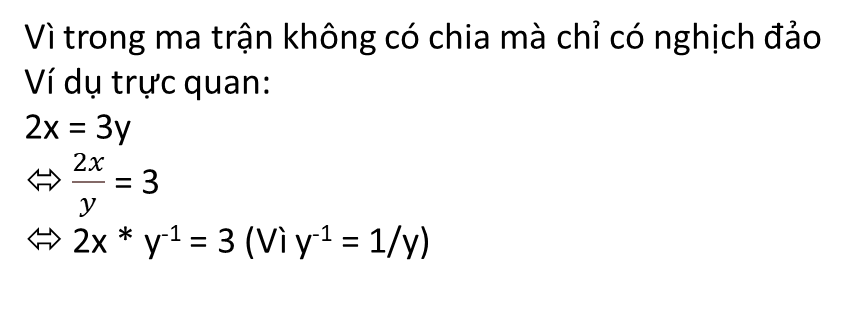 Vì trong ma trận không có chia mà chỉ có nghịch đảo
Ví dụ trực quan:
2x = 3y
⬄ 2x/y = 3
⬄ 2x * y⁻¹ = 3 (Vì y⁻¹ = 1/y)